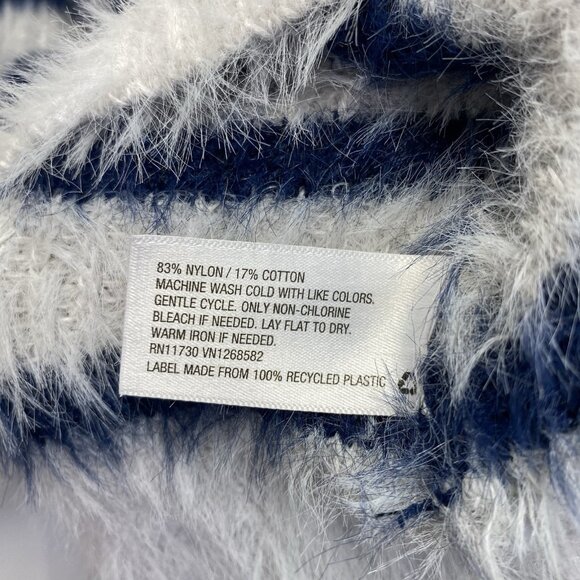 83% NYLON / 17% COTTON
MACHINE WASH COLD WITH LIKE COLORS.
GENTLE CYCLE. ONLY NON-CHLORINE
BLEACH IF NEEDED. LAY FLAT TO DRY.
WARM IRON IF NEEDED.
RN11730 VN1268582
LABEL MADE FROM 100% RECYCLED PLASTIC